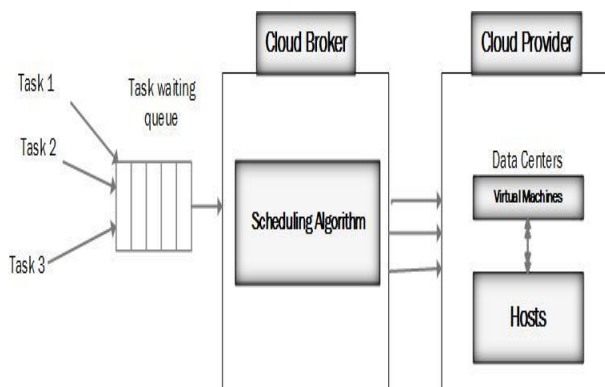 Cloud Broker
Cloud Provider
Task 1
Task waiting
queue
Task 2
Task 3
Scheduling Algorithm
Data Centers
Virtual Machines
Hosts